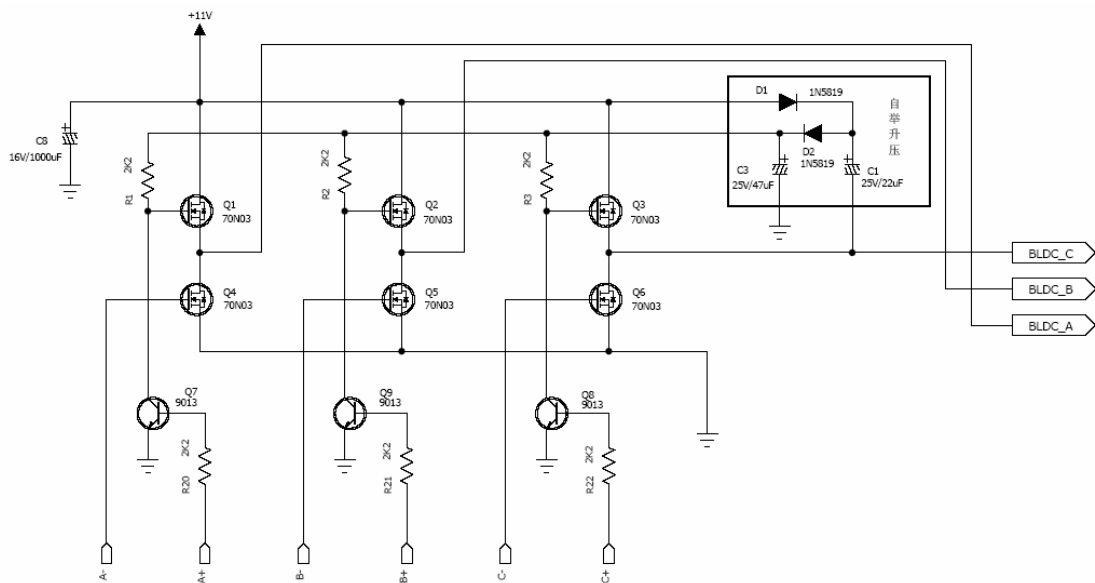 +11V
D1
1N5819
自举升压
C8
16V/1000uF
D2
1N5819
C3
25V/47uF
C1
25V/22uF
2K2
R1
2K2
R2
2K2
R3
Q1
70N03
Q2
70N03
Q3
70N03
BLDC_C
Q4
70N03
Q5
70N03
Q6
70N03
BLDC_B
BLDC_A
Q7
9013
Q9
9013
Q8
9013
2K2
R20
2K2
R21
2K2
R22
A-
A+
B-
B+
C-
C+